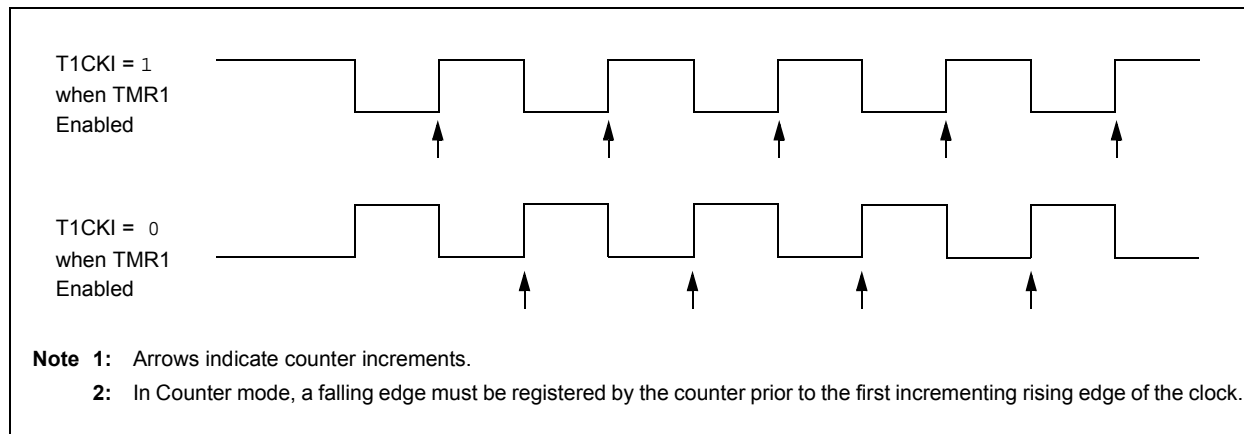 T1CKI = 1
when TMR1
Enabled
T1CKI = 0
when TMR1
Enabled
Note 1: Arrows indicate counter increments.
2: In Counter mode, a falling edge must be registered by the counter prior to the first incrementing rising edge of the clock.